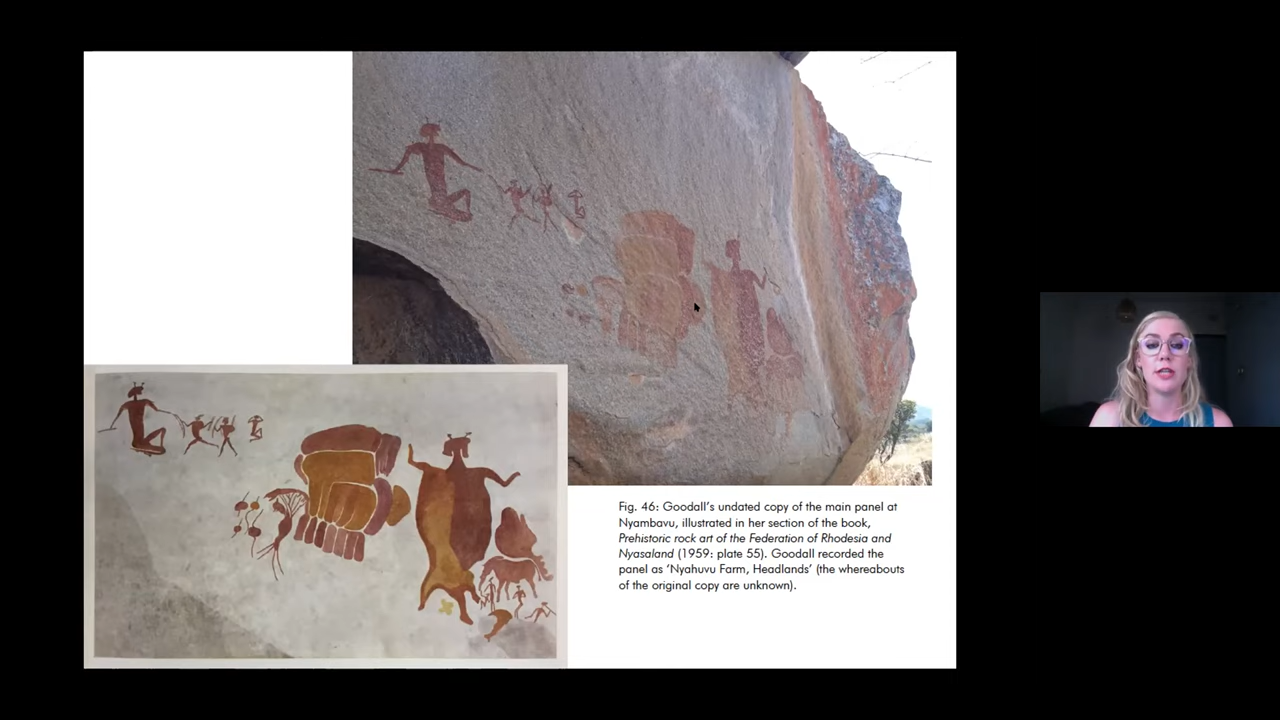 Fig. 46: Goodall's undated copy of the main panel at
Nyambavu, illustrated in her section of the book,
Prehistoric rock art of the Federation of Rhodesia and
Nyasaland (1959: plate 55). Goodall recorded the
panel as 'Nyahuvu Farm, Headlands' (the whereabouts
of the original copy are unknown).